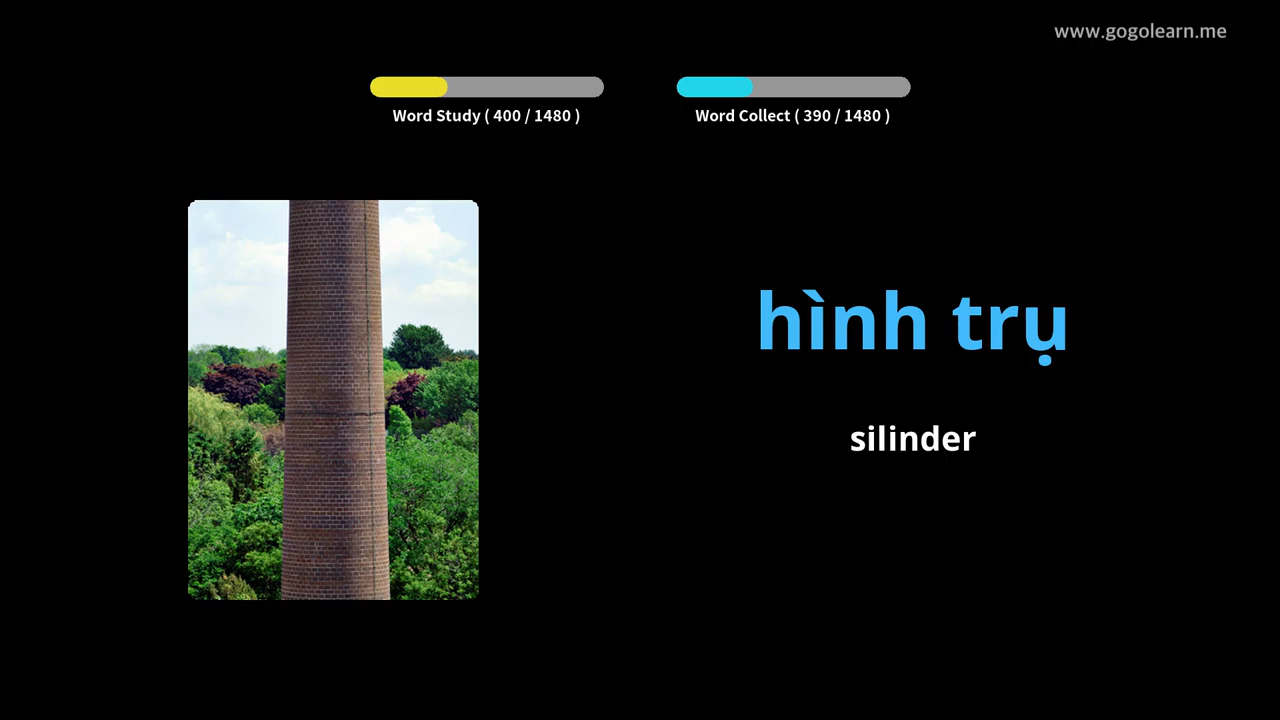 www.gogolearn.me
Word Study ( 400 / 1480 )
Word Collect ( 390 / 1480 )
hình trụ
silinder